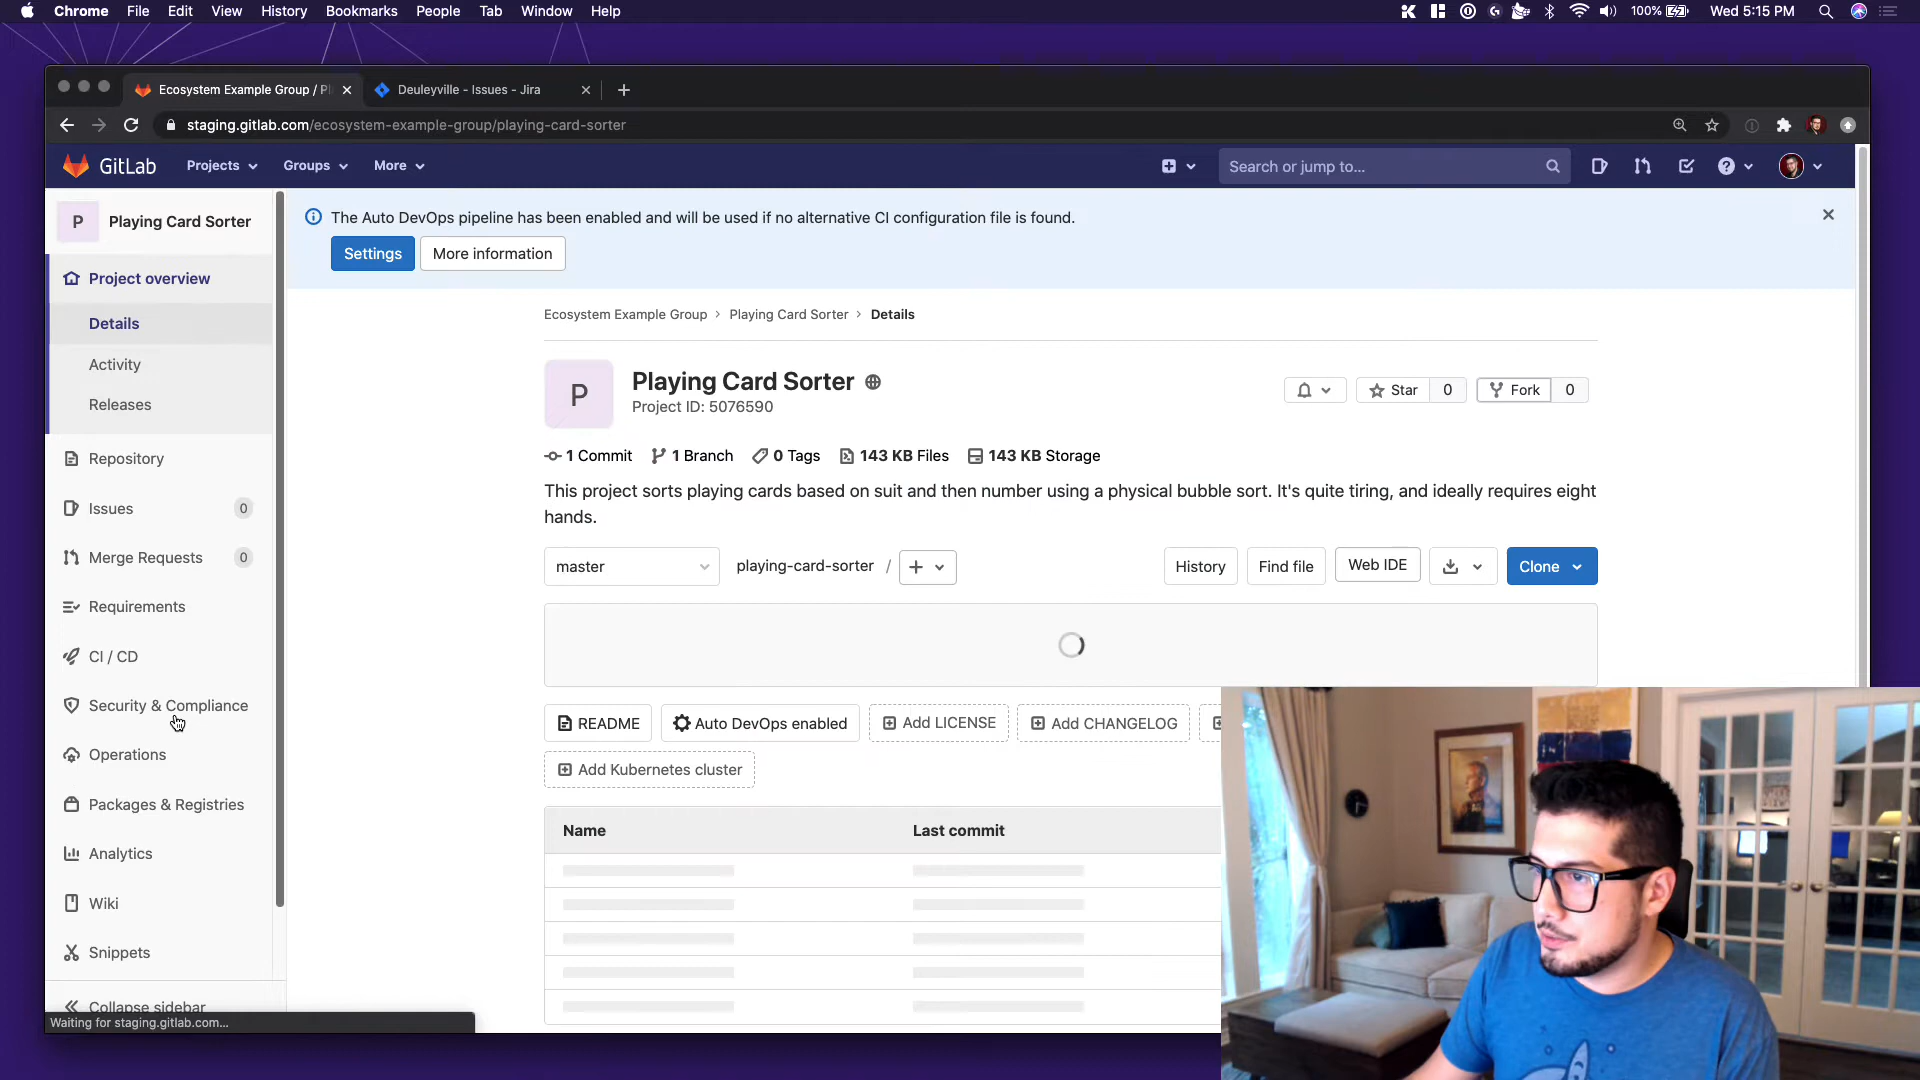 Chrome File Edit View History Bookmarks People Tab Window Help 100% Wed 5:15 PM
Ecosystem Example Group / Pl Deuleyville - Issues - Jira
staging.gitlab.com/ecosystem-example-group/playing-card-sorter
GitLab Projects Groups More Search or jump to...
P Playing Card Sorter
The Auto DevOps pipeline has been enabled and will be used if no alternative CI configuration file is found.
Settings More information
Project overview
Details
Activity
Releases
Repository
Issues 0
Merge Requests 0
Requirements
CI / CD
Security & Compliance
Operations
Packages & Registries
Analytics
Wiki
Snippets
Collapse sidebar
Waiting for staging.gitlab.com...
Ecosystem Example Group > Playing Card Sorter > Details
P Playing Card Sorter
Project ID: 5076590
Star 0 Fork 0
1 Commit 1 Branch 0 Tags 143 KB Files 143 KB Storage
This project sorts playing cards based on suit and then number using a physical bubble sort. It's quite tiring, and ideally requires eight
hands.
master playing-card-sorter / History Find file Web IDE Clone
README Auto DevOps enabled Add LICENSE Add CHANGELOG
Add Kubernetes cluster
Name Last commit